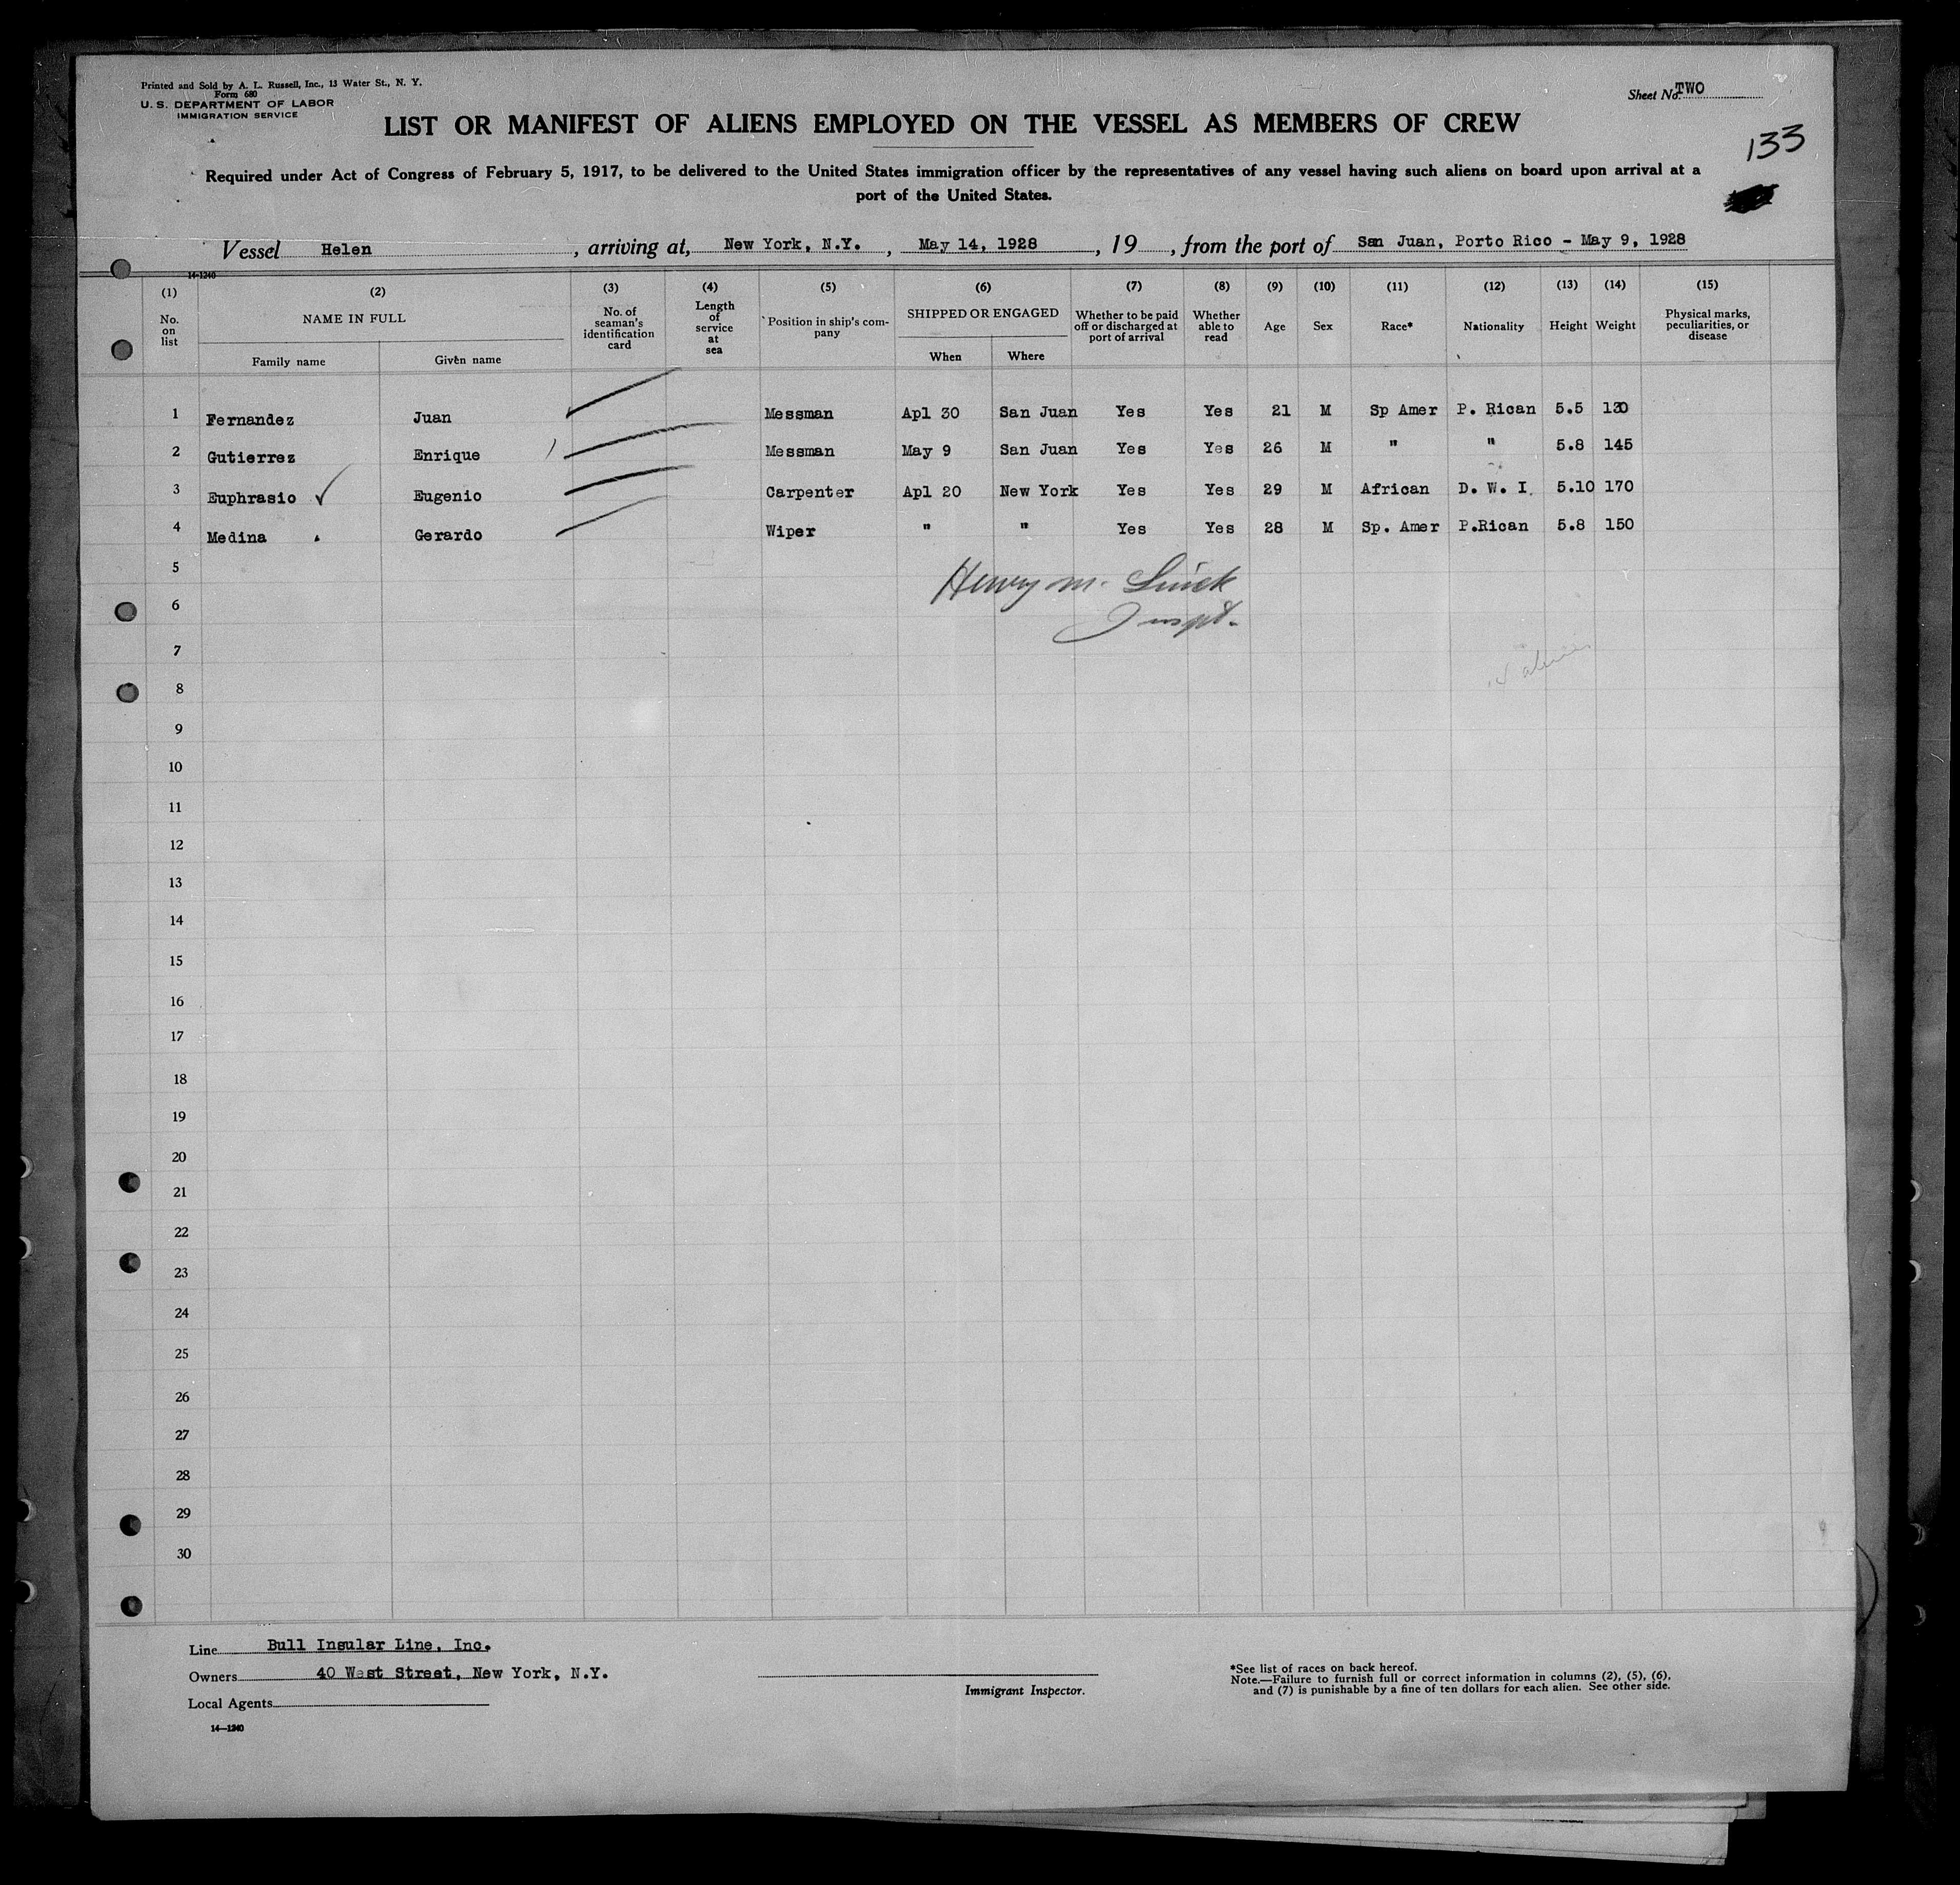 Printed and Sold by A. L. Russell, Inc., 13 Water St., N. Y.
Form 680
U. S. DEPARTMENT OF LABOR
IMMIGRATION SERVICE
Sheet No. TWO
LIST OR MANIFEST OF ALIENS EMPLOYED ON THE VESSEL AS MEMBERS OF CREW
133
Required under Act of Congress of February 5, 1917, to be delivered to the United States immigration officer by the representatives of any vessel having such aliens on board upon arrival at a
port of the United States.
Vessel Helen, arriving at, New York, N.Y., May 14, 1928, 19, from the port of San Juan, Porto Rico - May 9, 1928
14-1240
(1) (2) (3) (4) (5) (6) (7) (8) (9) (10) (11) (12) (13) (14) (15)
No. on list NAME IN FULL No. of seaman's identification card Length of service at sea Position in ship's company SHIPPED OR ENGAGED Whether to be paid off or discharged at port of arrival Whether able to read Age Sex Race* Nationality Height Weight Physical marks, peculiarities, or disease
Family name Given name When Where
1 Fernandez Juan Messman Apl 30 San Juan Yes Yes 21 M Sp Amer P. Rican 5.5 130
2 Gutierrez Enrique Messman May 9 San Juan Yes Yes 26 M " " 5.8 145
3 Euphrasio Eugenio Carpenter Apl 20 New York Yes Yes 29 M African D. W. I. 5.10 170
4 Medina Gerardo Wiper " " Yes Yes 28 M Sp. Amer P.Rican 5.8 150
5
Henry M.
6
Inspt.
7
8
9
10
11
12
13
14
15
16
17
18
19
20
21
22
23
24
25
26
27
28
29
30
Line Bull Insular Line, Inc.
Owners 40 West Street, New York, N.Y.
Local Agents
14—1240
Immigrant Inspector.
*See list of races on back hereof.
Note.—Failure to furnish full or correct information in columns (2), (5), (6),
and (7) is punishable by a fine of ten dollars for each alien. See other side.